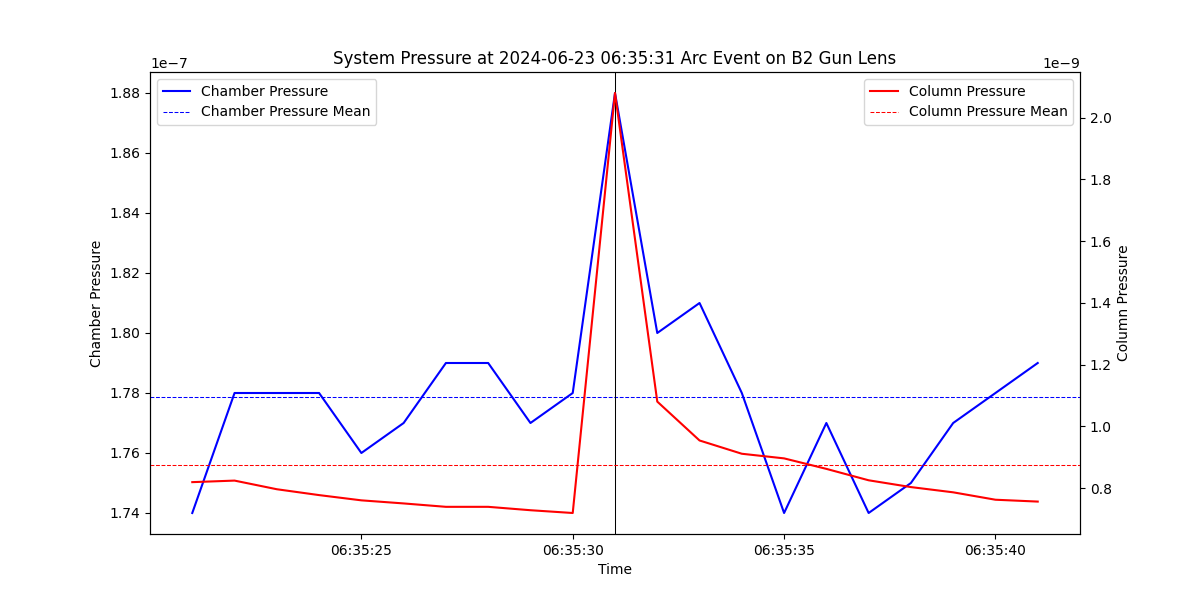 System Pressure at 2024-06-23 06:35:31 Arc Event on B2 Gun Lens
1e−7
1e−9
Chamber Pressure
Chamber Pressure Mean
Column Pressure
Column Pressure Mean
1.88
1.86
1.84
1.82
1.80
1.78
1.76
1.74
Chamber Pressure
2.0
1.8
1.6
1.4
1.2
1.0
0.8
Column Pressure
06:35:25
06:35:30
06:35:35
06:35:40
Time